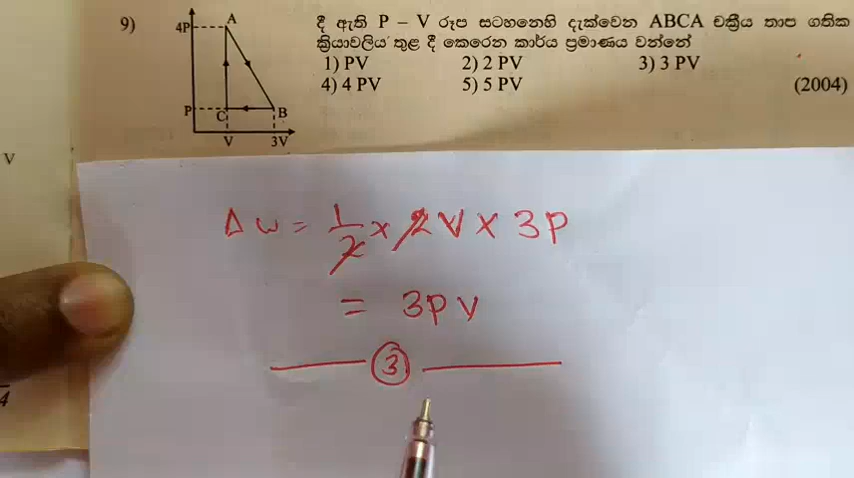 9)
4P
A
දී ඇති P – V රූප සටහනෙහි දැක්වෙන ABCA චක්‍රීය තාප ගතික
ක්‍රියාවලිය තුළ දී කෙරෙන කාර්ය ප්‍රමාණය වන්නේ
1) PV 2) 2 PV 3) 3 PV
4) 4 PV 5) 5 PV (2004)
P
C
B
V 3V
V
Δw = 1/2 × 2V × 3P
= 3PV
3
4